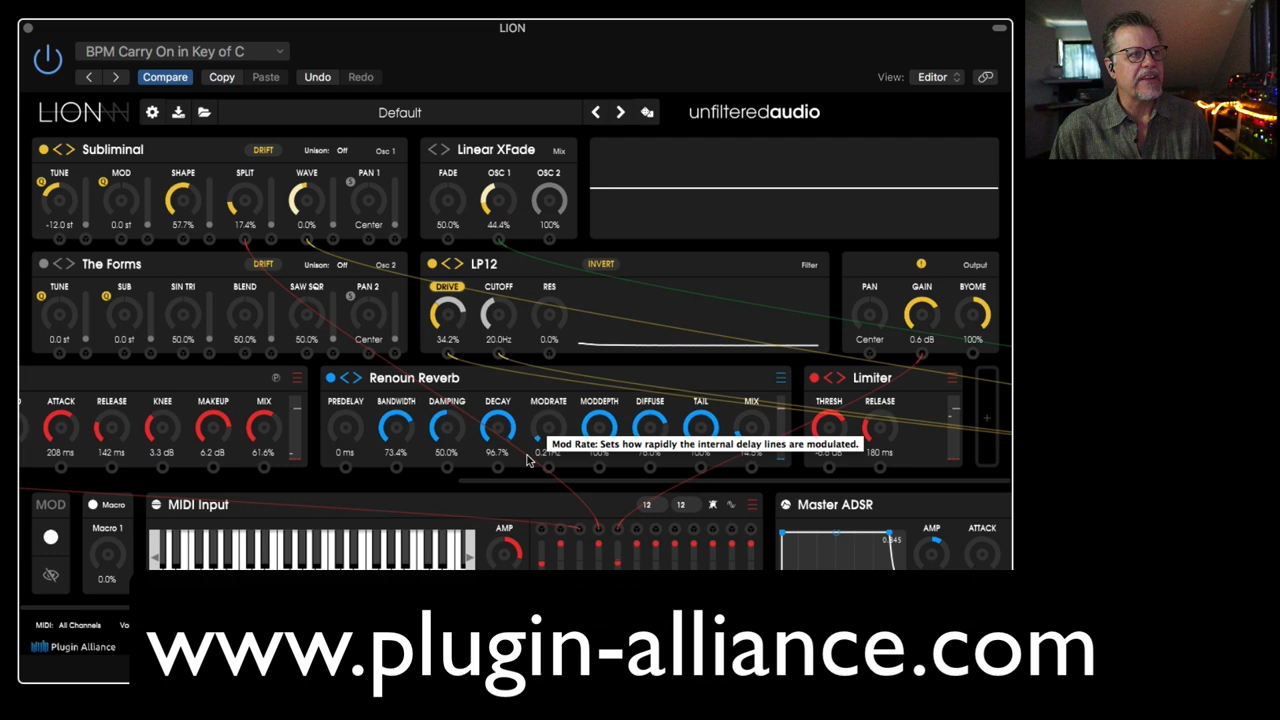 LION
BPM Carry On in Key of C
Compare Copy Paste Undo Redo View: Editor
LION Default unfilteredaudio
Subliminal DRIFT Unison: Off Osc 1
TUNE MOD SHAPE SPLIT WAVE PAN 1
-12.0 st 0.0 st 57.7% 17.4% 0.0% Center
Linear XFade Mix
FADE OSC 1 OSC 2
50.0% 44.4% 100%
The Forms DRIFT Unison: Off Osc 2
TUNE SUB SIN TRI BLEND SAW SQR PAN 2
0.0 st 0.0 st 50.0% 50.0% 50.0% Center
LP12 INVERT Filter
DRIVE CUTOFF RES
34.2% 20.0Hz 0.0%
Output
PAN GAIN BYOME
Center 0.6 dB 100%
ATTACK RELEASE KNEE MAKEUP MIX
208 ms 142 ms 3.3 dB 6.2 dB 61.6%
Renoun Reverb
PREDELAY BANDWIDTH DAMPING DECAY MODRATE MODDEPTH DIFFUSE TAIL MIX
Mod Rate: Sets how rapidly the internal delay lines are modulated.
0 ms 73.4% 50.0% 96.7%
Limiter
THRESH RELEASE
180 ms
MOD
Macro
Macro 1
0.0%
MIDI Input 12 12
AMP
Master ADSR
AMP ATTACK
MIDI: All Channels Vo
Plugin Alliance
www.plugin-alliance.com